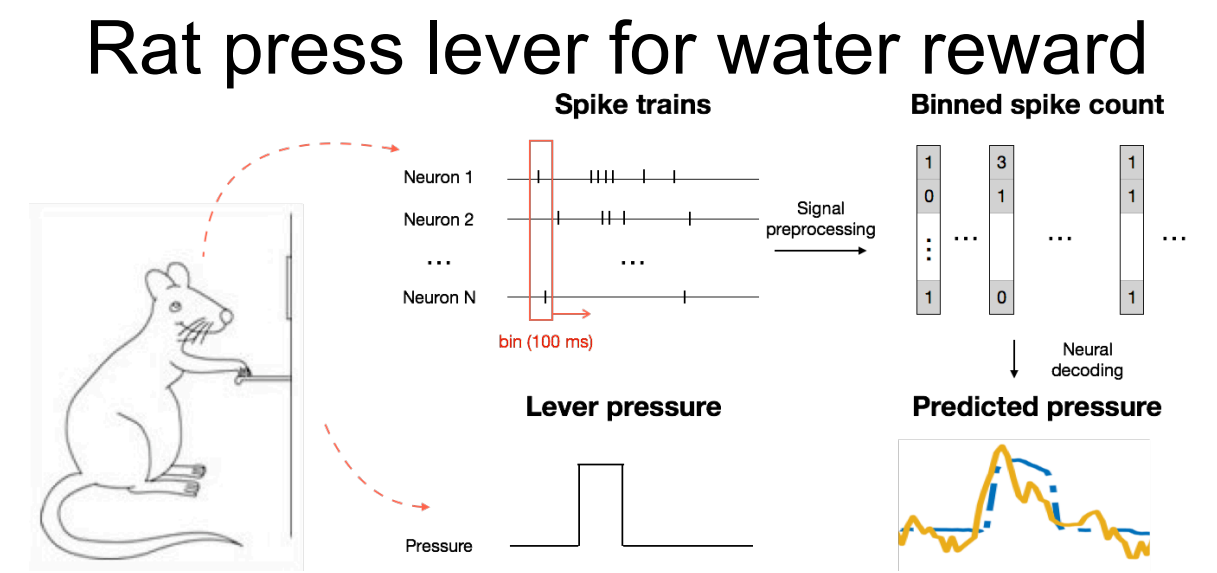 Rat press lever for water reward
Spike trains
Binned spike count
Neuron 1
Neuron 2
...
...
Neuron N
bin (100 ms)
Signal
preprocessing
1
0
⋮
1
...
3
1
0
...
1
1
1
...
Neural
decoding
Lever pressure
Pressure
Predicted pressure